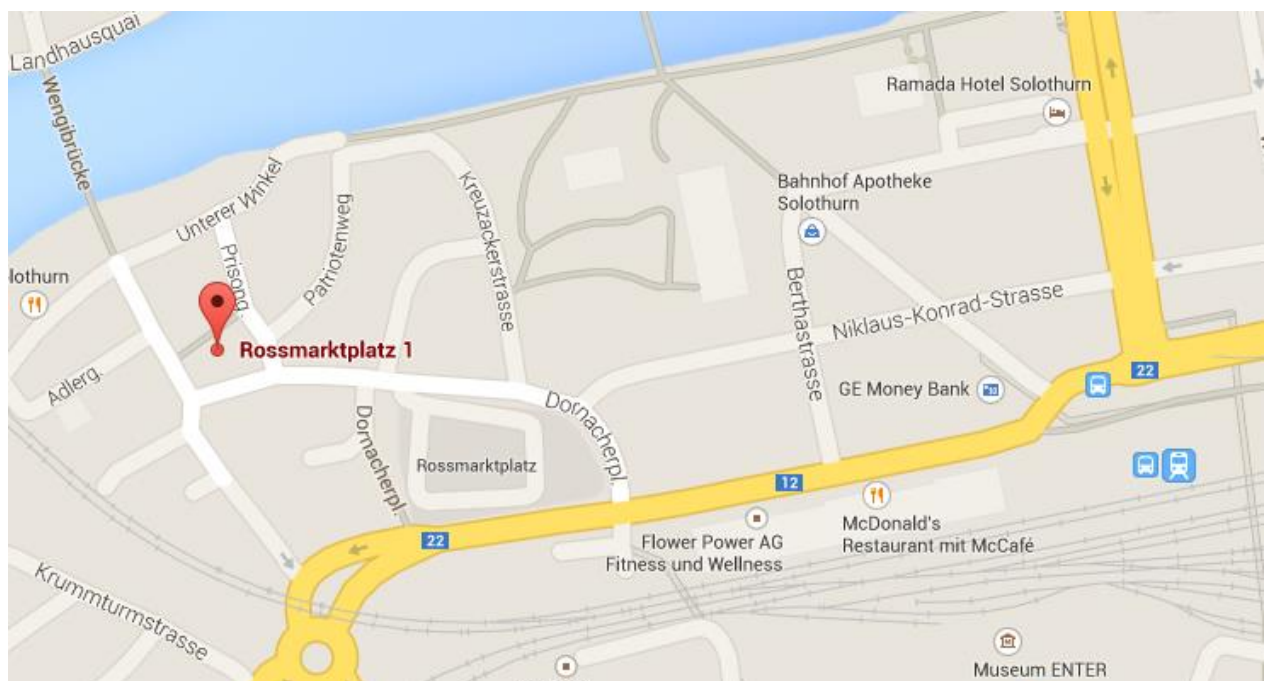 Landhausquai
Wengibrücke
Ramada Hotel Solothurn
Unterer Winkel
Kreuzackerstrasse
Bahnhof Apotheke
Solothurn
Prisong.
Patriotenweg
lothurn
Berthastrasse
Niklaus-Konrad-Strasse
Rossmarktplatz 1
Adlerg.
22
GE Money Bank
Dornacherpl.
Dornacherpl.
Rossmarktplatz
12
22
McDonald's
Restaurant mit McCafé
Flower Power AG
Fitness und Wellness
Krummturmstrasse
Museum ENTER